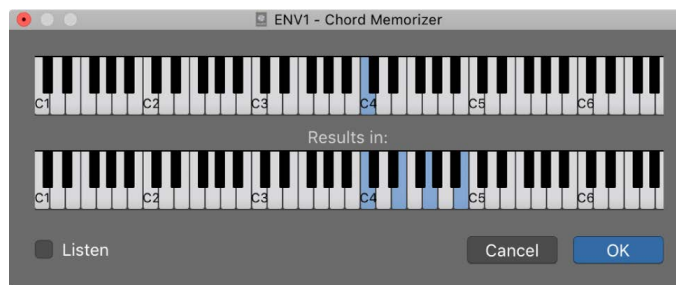 ENV1 - Chord Memorizer
C1 C2 C3 C4 C5 C6
Results in:
C1 C2 C3 C4 C5 C6
Listen Cancel OK